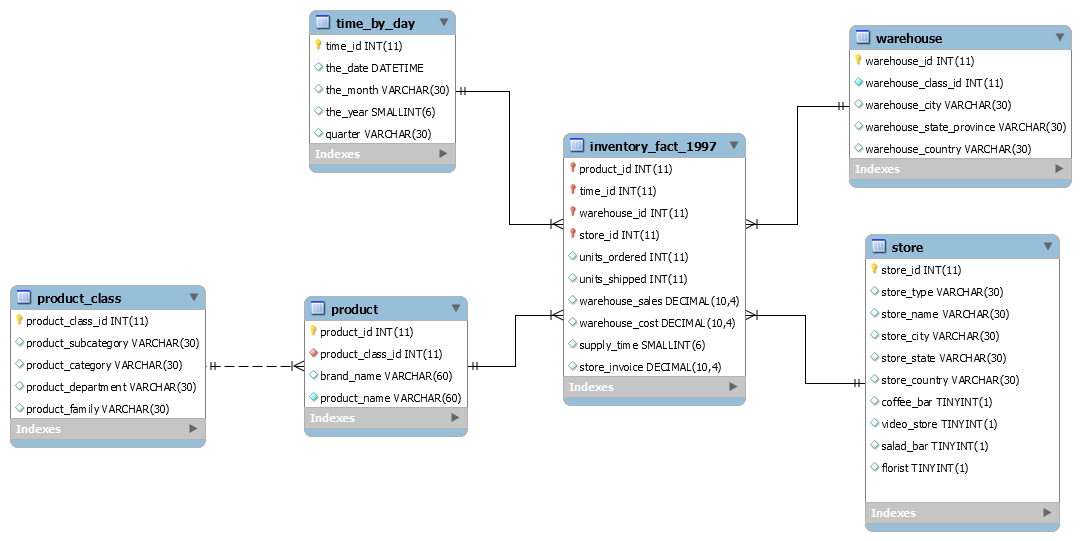 time_by_day
time_id INT(11)
the_date DATETIME
the_month VARCHAR(30)
the_year SMALLINT(6)
quarter VARCHAR(30)
Indexes
warehouse
warehouse_id INT(11)
warehouse_class_id INT(11)
warehouse_city VARCHAR(30)
warehouse_state_province VARCHAR(30)
warehouse_country VARCHAR(30)
Indexes
inventory_fact_1997
product_id INT(11)
time_id INT(11)
warehouse_id INT(11)
store_id INT(11)
units_ordered INT(11)
units_shipped INT(11)
warehouse_sales DECIMAL(10,4)
warehouse_cost DECIMAL(10,4)
supply_time SMALLINT(6)
store_invoice DECIMAL(10,4)
Indexes
store
store_id INT(11)
store_type VARCHAR(30)
store_name VARCHAR(30)
store_city VARCHAR(30)
store_state VARCHAR(30)
store_country VARCHAR(30)
coffee_bar TINYINT(1)
video_store TINYINT(1)
salad_bar TINYINT(1)
florist TINYINT(1)
Indexes
product_class
product_class_id INT(11)
product_subcategory VARCHAR(30)
product_category VARCHAR(30)
product_department VARCHAR(30)
product_family VARCHAR(30)
Indexes
product
product_id INT(11)
product_class_id INT(11)
brand_name VARCHAR(60)
product_name VARCHAR(60)
Indexes